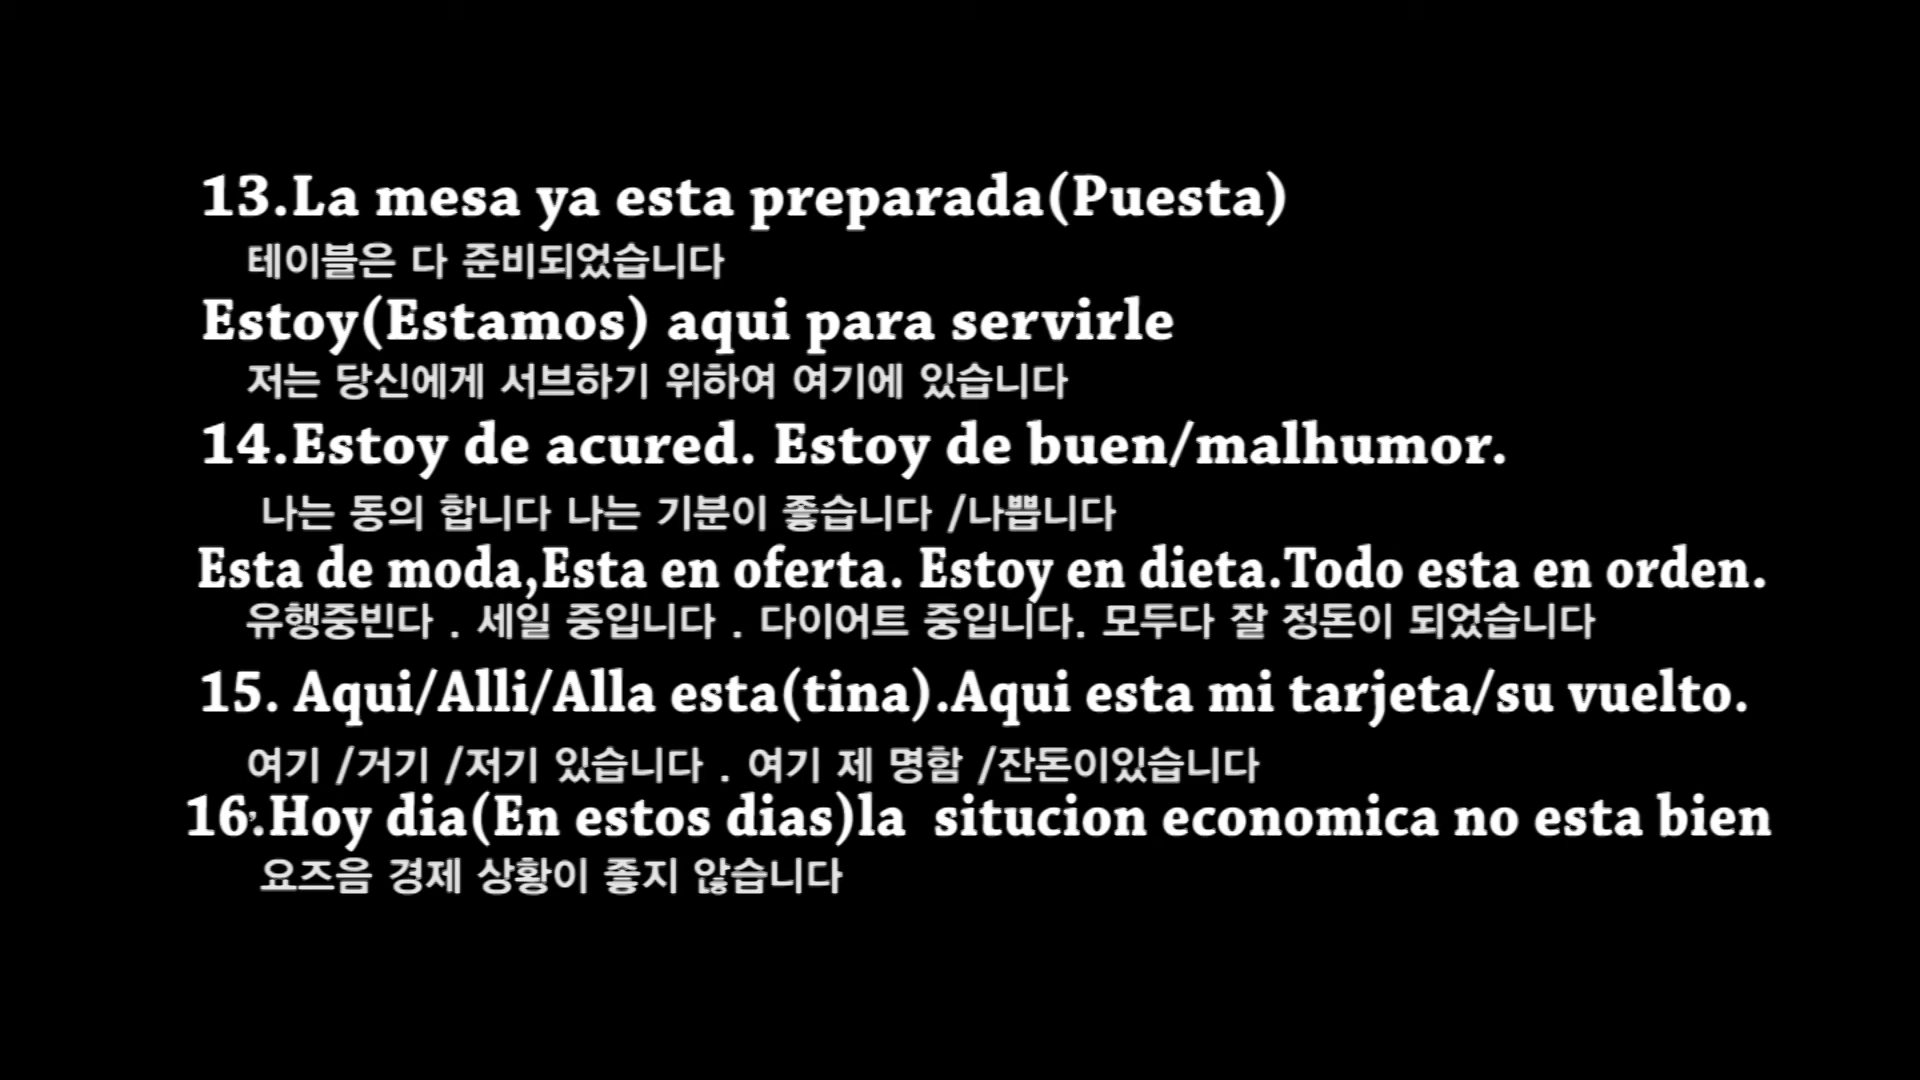 13.La mesa ya esta preparada(Puesta)
테이블은 다 준비되었습니다
Estoy(Estamos) aqui para servirle
저는 당신에게 서브하기 위하여 여기에 있습니다
14.Estoy de acured. Estoy de buen/malhumor.
나는 동의 합니다 나는 기분이 좋습니다 /나쁩니다
Esta de moda,Esta en oferta. Estoy en dieta.Todo esta en orden.
유행중빈다 . 세일 중입니다 . 다이어트 중입니다. 모두다 잘 정돈이 되었습니다
15. Aqui/Alli/Alla esta(tina).Aqui esta mi tarjeta/su vuelto.
여기 /거기 /저기 있습니다 . 여기 제 명함 /잔돈이있습니다
16.Hoy dia(En estos dias)la  situcion economica no esta bien
요즈음 경제 상황이 좋지 않습니다